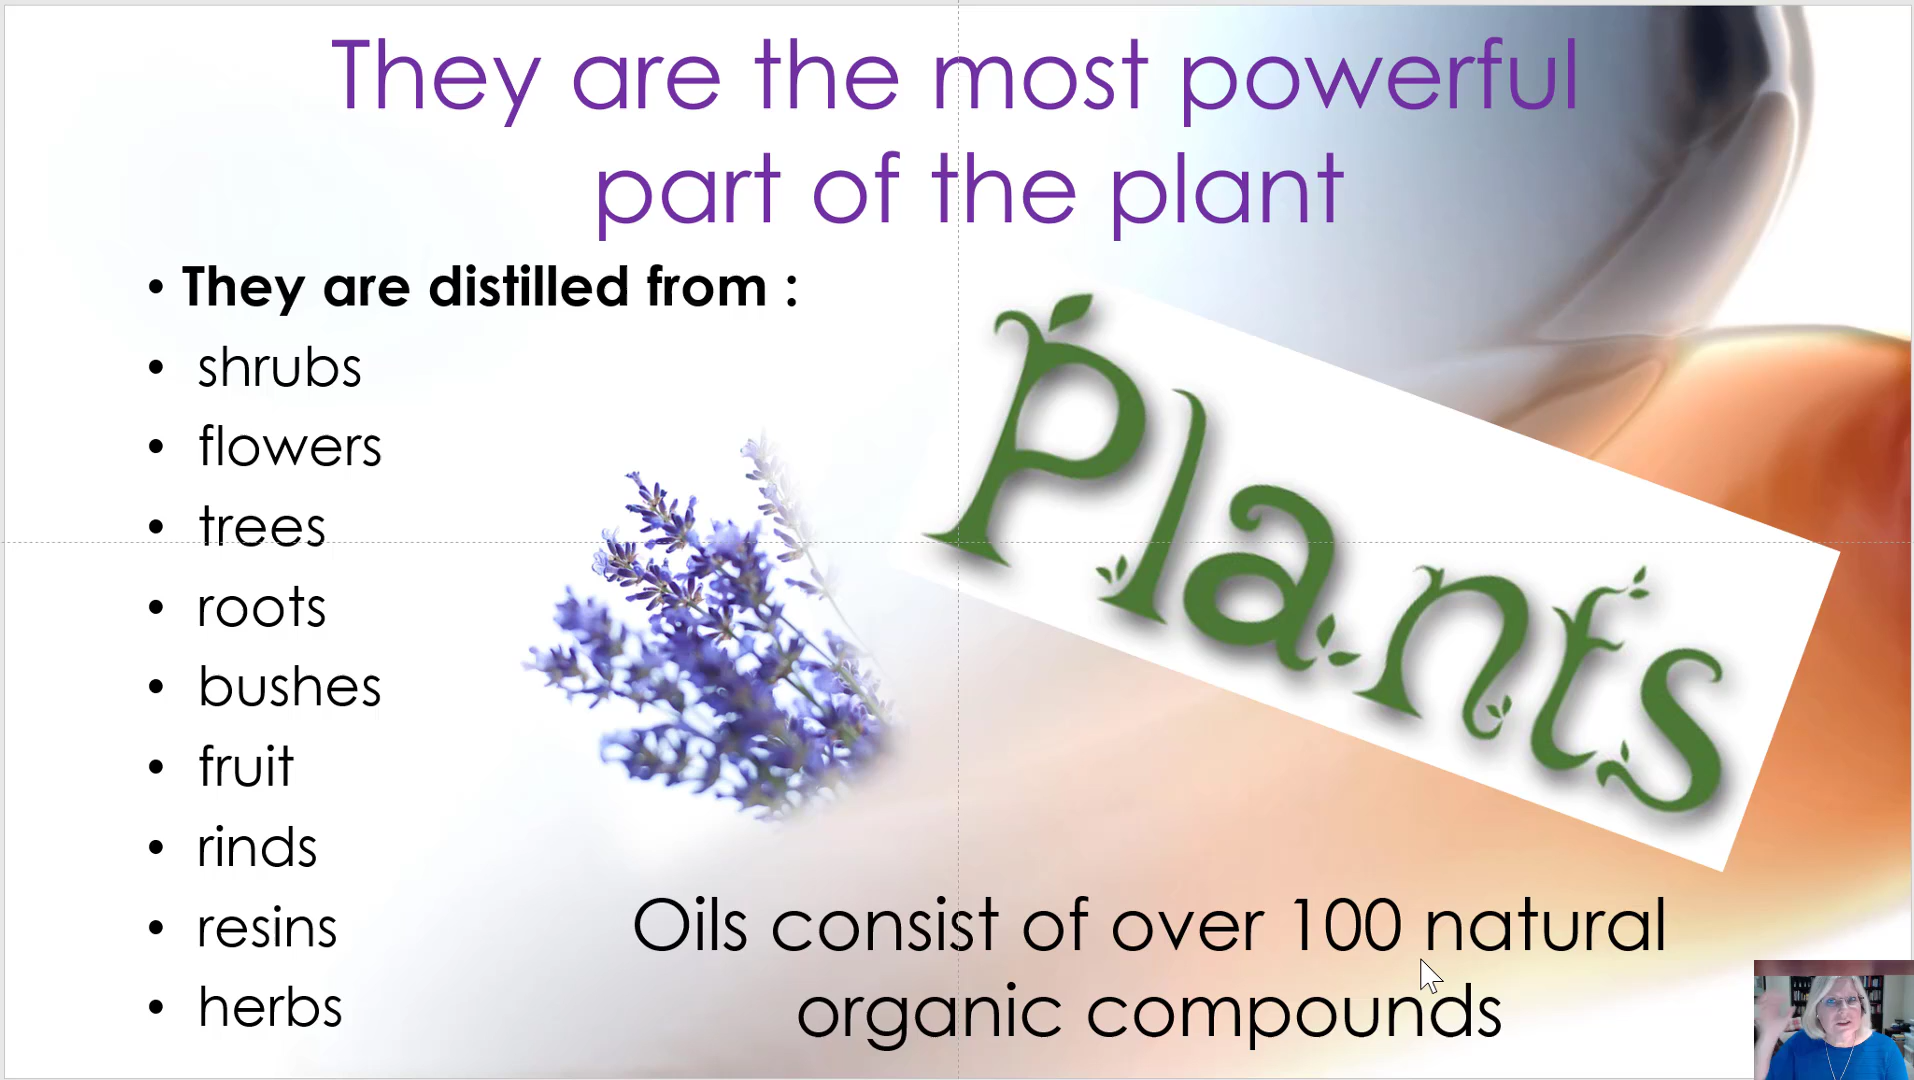 They are the most powerful
part of the plant
• They are distilled from :
• shrubs
• flowers
• trees
• roots
• bushes
• fruit
• rinds
• resins
• herbs
Plants
Oils consist of over 100 natural
organic compounds